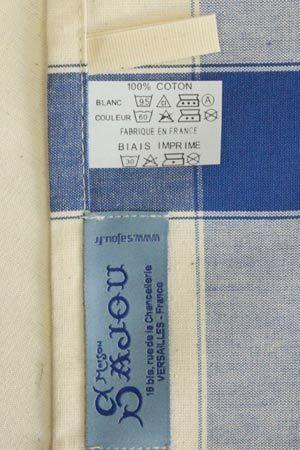 100% COTON
BLANC 95 A
COULEUR 60
FABRIQUE EN FRANCE
BIAIS IMPRIME
30
www.sajou.fr
MAISON
SAJOU
16 bis, rue de la Chancellerie
VERSAILLES - France